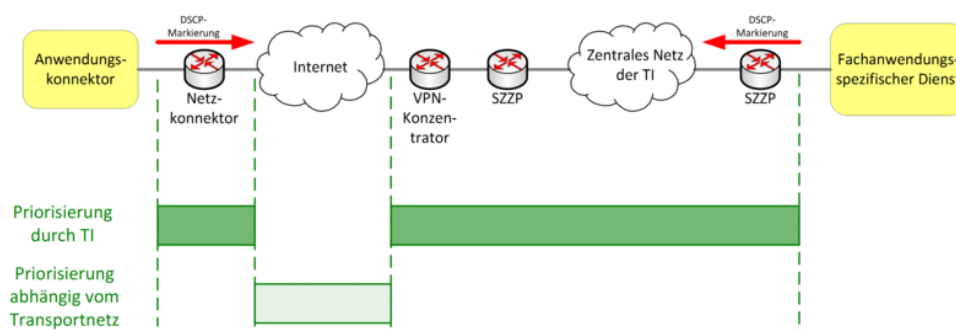 DSCP-
Markierung
DSCP-
Markierung
Anwendungs-
konnektor
Internet
Zentrales Netz
der TI
Fachanwendungs-
spezifischer Dienst
Netz-
konnektor
VPN-
Konzen-
trator
SZZP
SZZP
Priorisierung
durch TI
Priorisierung
abhängig vom
Transportnetz